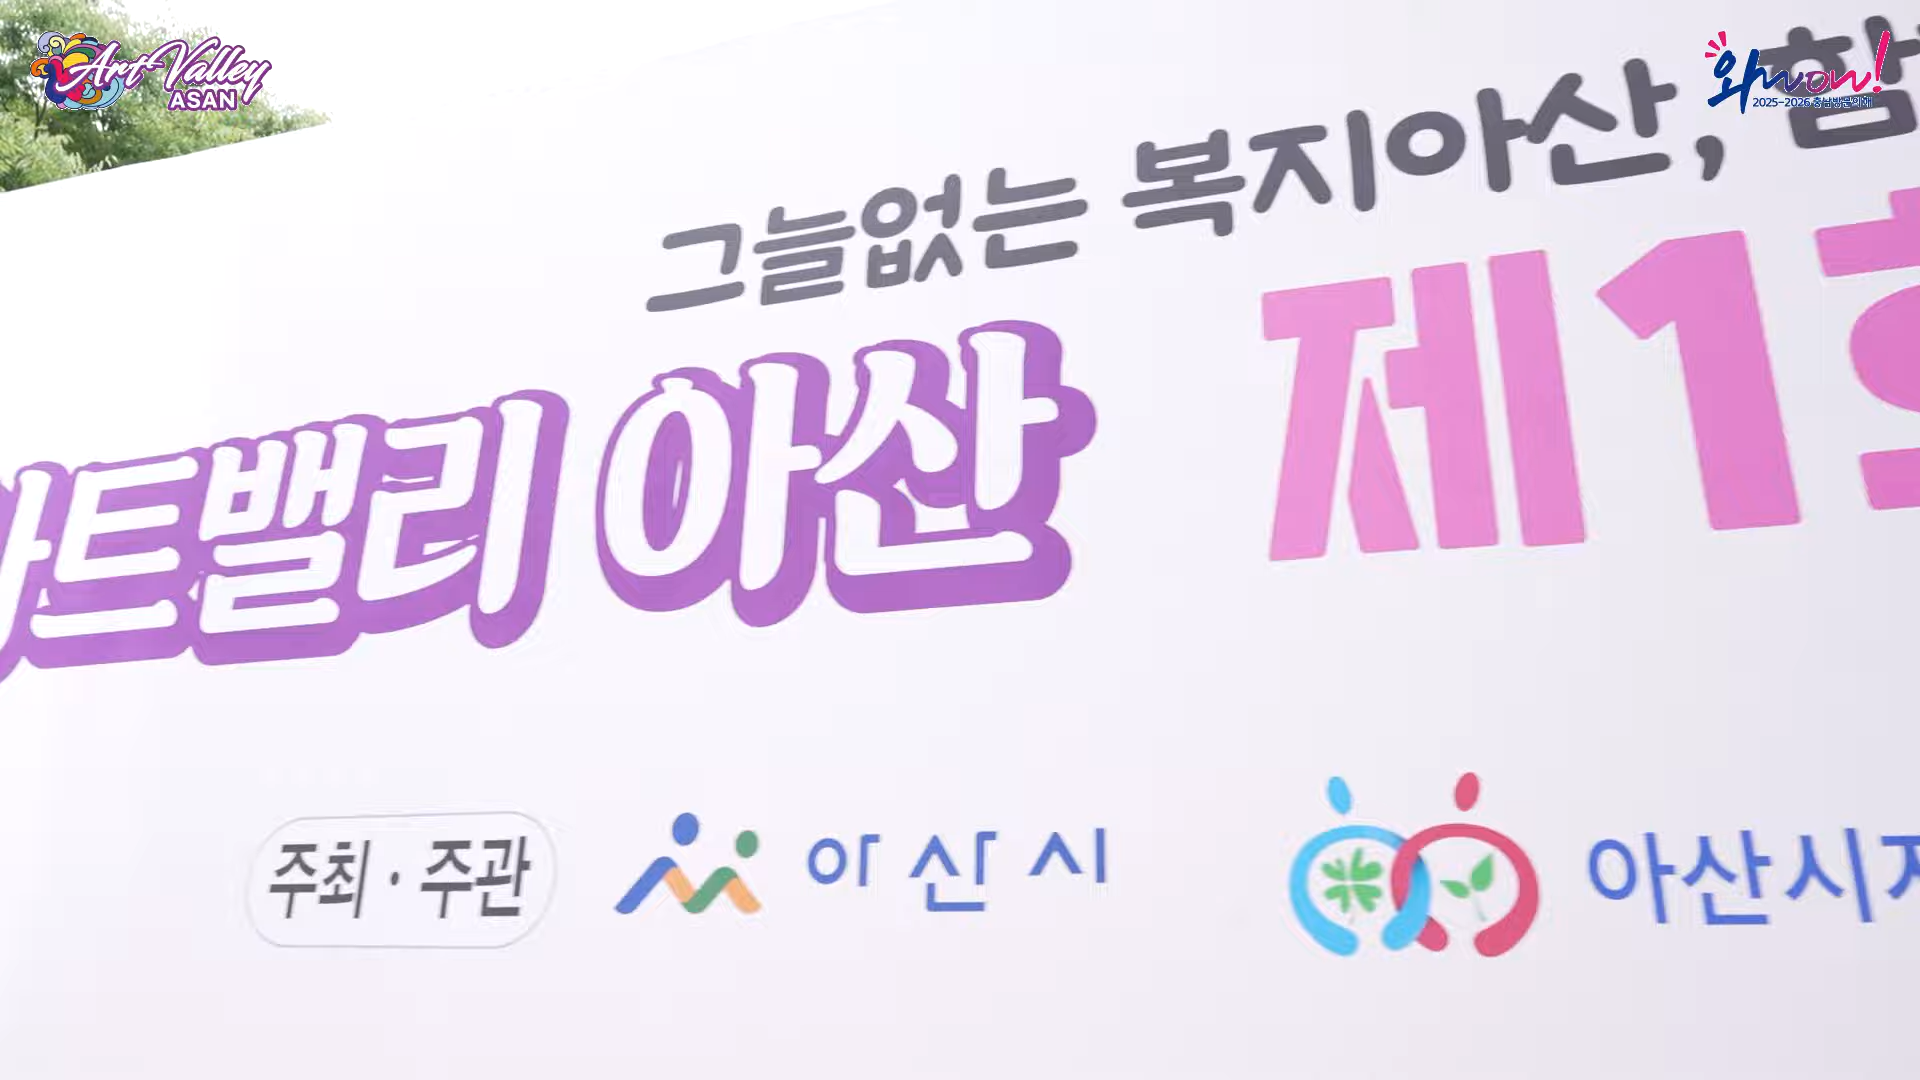 Art Valley
ASAN
와wow!
2025-2026 충남방문의해
그늘없는 복지아산, 함
아트밸리 아산 제1회
주최·주관 아산시 아산시지